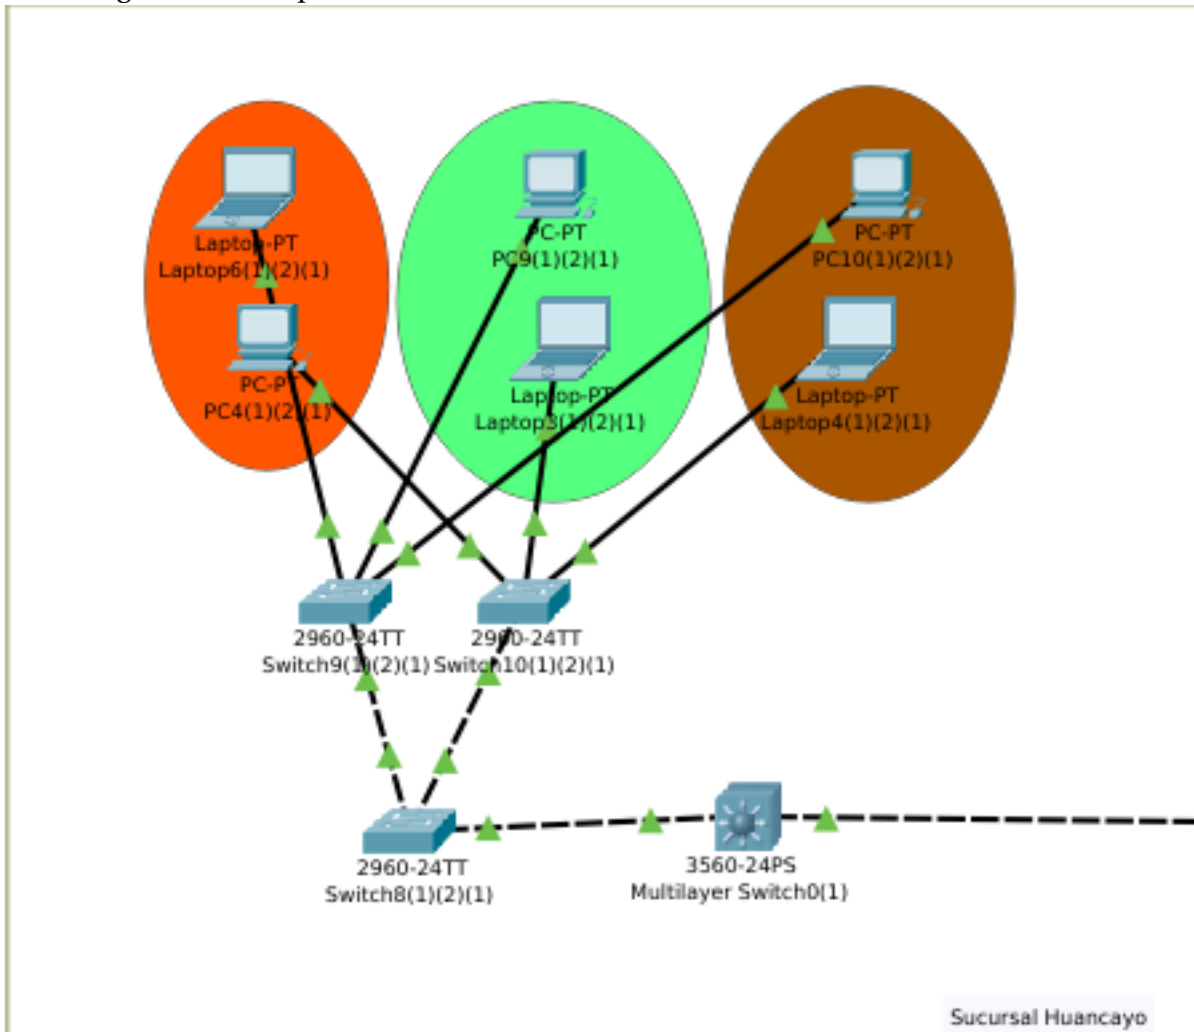 Laptop-PT
Laptop6(1)(2)(1)
PC-PT
PC4(1)(2)(1)
PC-PT
PC9(1)(2)(1)
Laptop-PT
Laptop3(1)(2)(1)
PC-PT
PC10(1)(2)(1)
Laptop-PT
Laptop4(1)(2)(1)
2960-24TT
Switch9(1)(2)(1)
2960-24TT
Switch10(1)(2)(1)
2960-24TT
Switch8(1)(2)(1)
3560-24PS
Multilayer Switch0(1)
Sucursal Huancayo